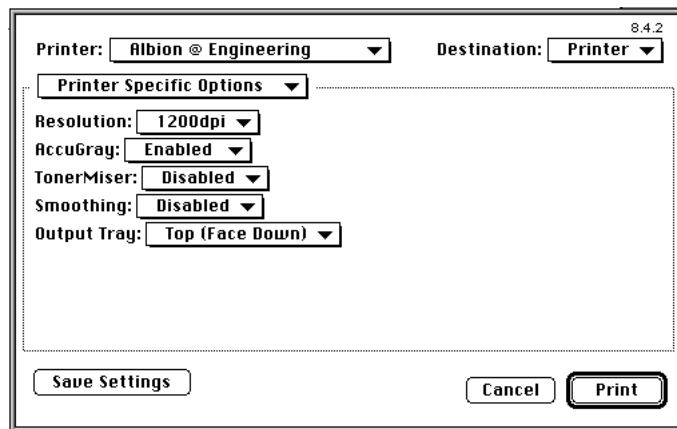 8.4.2
Printer: Albion @ Engineering Destination: Printer
Printer Specific Options
Resolution: 1200dpi
AccuGray: Enabled
TonerMiser: Disabled
Smoothing: Disabled
Output Tray: Top (Face Down)
Save Settings
Cancel Print